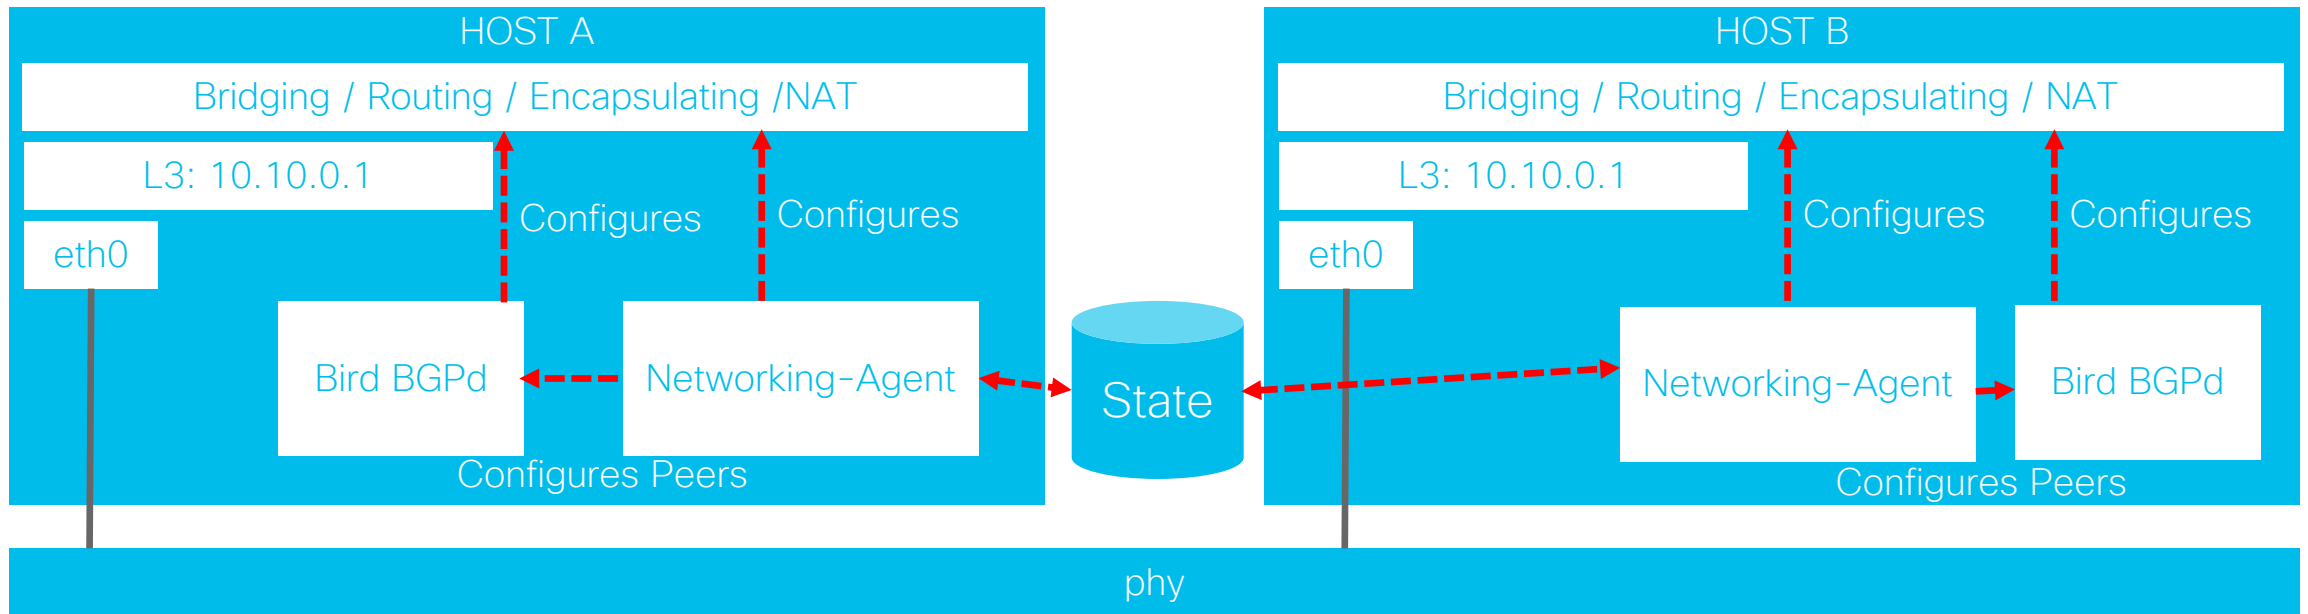 HOST A
Bridging / Routing / Encapsulating /NAT
L3: 10.10.0.1
Configures
Configures
eth0
Bird BGPd
Networking-Agent
Configures Peers
State
HOST B
Bridging / Routing / Encapsulating / NAT
L3: 10.10.0.1
Configures
Configures
eth0
Networking-Agent
Bird BGPd
Configures Peers
phy